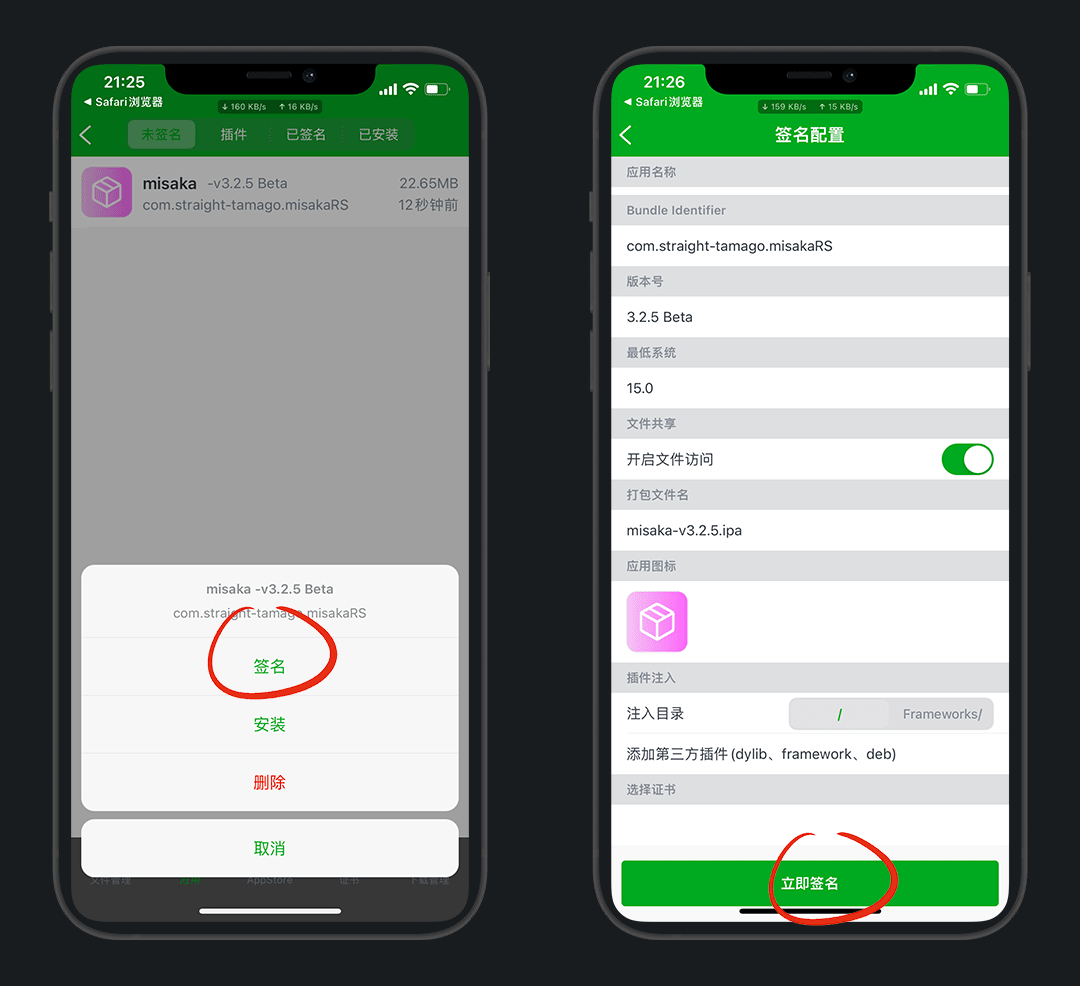 21:25
◀ Safari浏览器
↓ 160 KB/s ↑ 16 KB/s
未签名 插件 已签名 已安装
misaka -v3.2.5 Beta 22.65MB
com.straight-tamago.misakaRS 12秒钟前
misaka -v3.2.5 Beta
com.straight-tamago.misakaRS
签名
安装
删除
取消
文件管理 应用 AppStore 证书 下载管理
21:26
◀ Safari浏览器
↓ 159 KB/s ↑ 15 KB/s
签名配置
应用名称
Bundle Identifier
com.straight-tamago.misakaRS
版本号
3.2.5 Beta
最低系统
15.0
文件共享
开启文件访问
打包文件名
misaka-v3.2.5.ipa
应用图标
插件注入
注入目录 / Frameworks/
添加第三方插件(dylib、framework、deb)
选择证书
立即签名